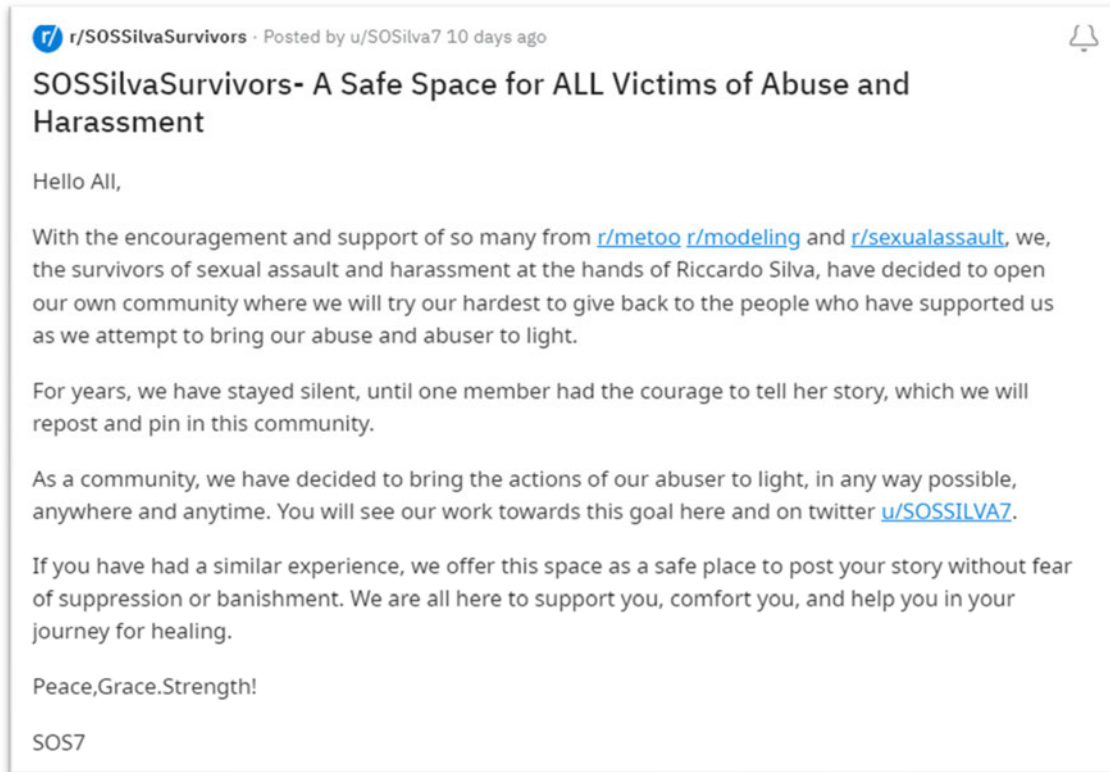 r/ r/SOSSilvaSurvivors · Posted by u/SOSilva7 10 days ago
SOSSilvaSurvivors- A Safe Space for ALL Victims of Abuse and
Harassment
Hello All,
With the encouragement and support of so many from r/metoo r/modeling and r/sexualassault, we,
the survivors of sexual assault and harassment at the hands of Riccardo Silva, have decided to open
our own community where we will try our hardest to give back to the people who have supported us
as we attempt to bring our abuse and abuser to light.
For years, we have stayed silent, until one member had the courage to tell her story, which we will
repost and pin in this community.
As a community, we have decided to bring the actions of our abuser to light, in any way possible,
anywhere and anytime. You will see our work towards this goal here and on twitter u/SOSSILVA7.
If you have had a similar experience, we offer this space as a safe place to post your story without fear
of suppression or banishment. We are all here to support you, comfort you, and help you in your
journey for healing.
Peace,Grace.Strength!
SOS7